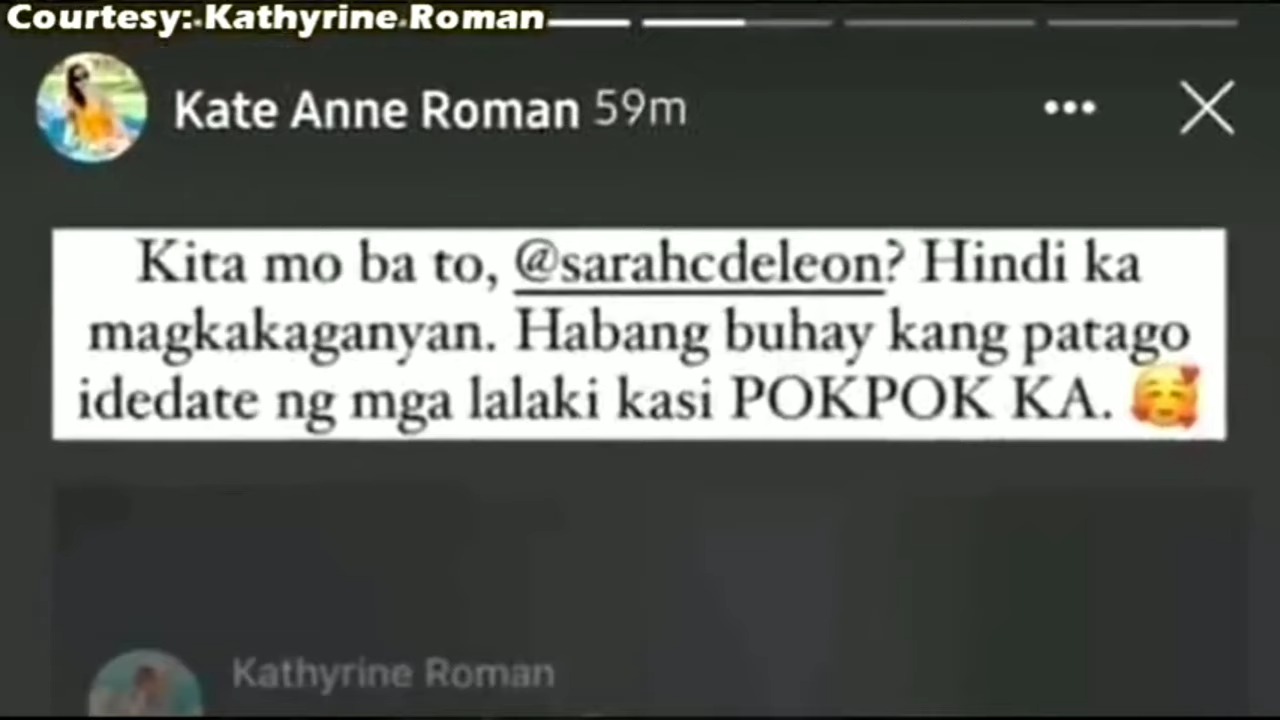 Courtesy: Kathyrine Roman
Kate Anne Roman 59m
Kita mo ba to, @sarahcdeleon? Hindi ka
magkakaganyan. Habang buhay kang patago
idedate ng mga lalaki kasi POKPOK KA. 🥰
Kathyrine Roman